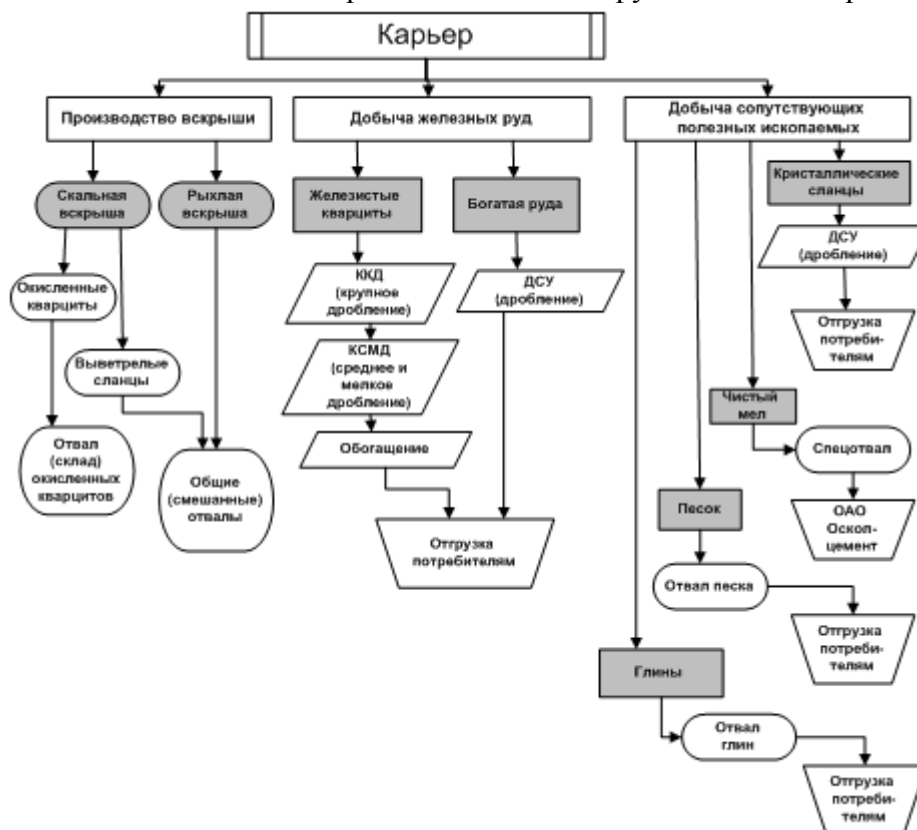 Карьер
Производство вскрыши
Добыча железных руд
Добыча сопутствующих
полезных ископаемых
Скальная
вскрыша
Рыхлая
вскрыша
Железистые
кварциты
Богатая руда
Кристаллические
сланцы
Окисленные
кварциты
Выветрелые
сланцы
Отвал
(склад)
окисленных
кварцитов
Общие
(смешанные)
отвалы
ККД
(крупное
дробление)
КСМД
(среднее и
мелкое
дробление)
Обогащение
ДСУ
(дробление)
Отгрузка
потребителям
ДСУ
(дробление)
Отгрузка
потреби-
телям
Чистый
мел
Спецотвал
ОАО
Оскол-
цемент
Песок
Отвал песка
Отгрузка
потреби-
телям
Глины
Отвал
глин
Отгрузка
потреби-
телям